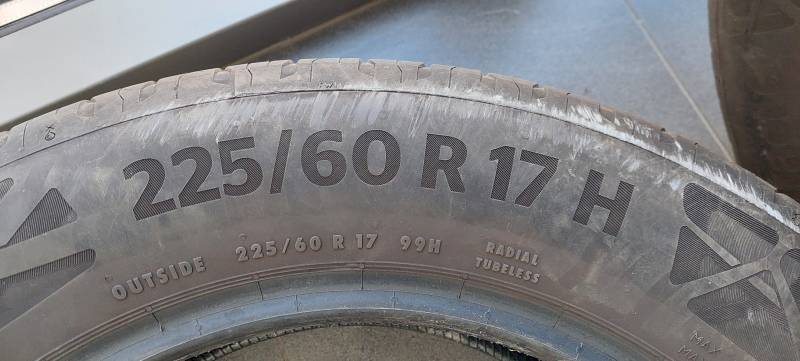 225/60 R 17 H
OUTSIDE 225/60 R 17 99H RADIAL
TUBELESS